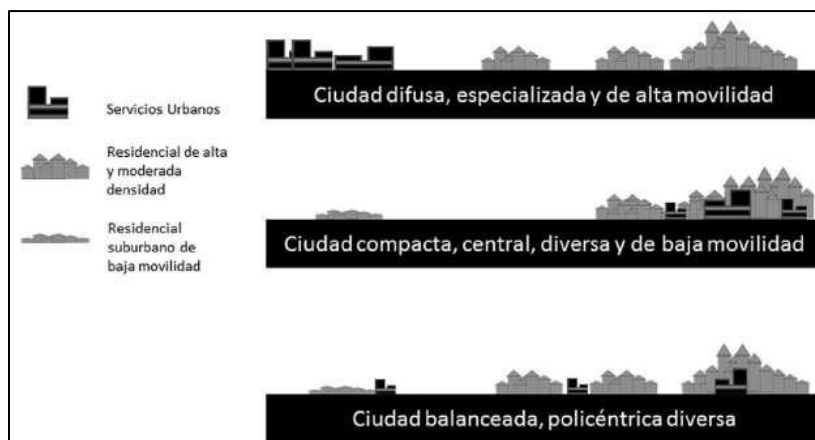 Servicios Urbanos
Residencial de alta
y moderada
densidad
Residencial
suburbano de
baja movilidad
Ciudad difusa, especializada y de alta movilidad
Ciudad compacta, central, diversa y de baja movilidad
Ciudad balanceada, policéntrica diversa